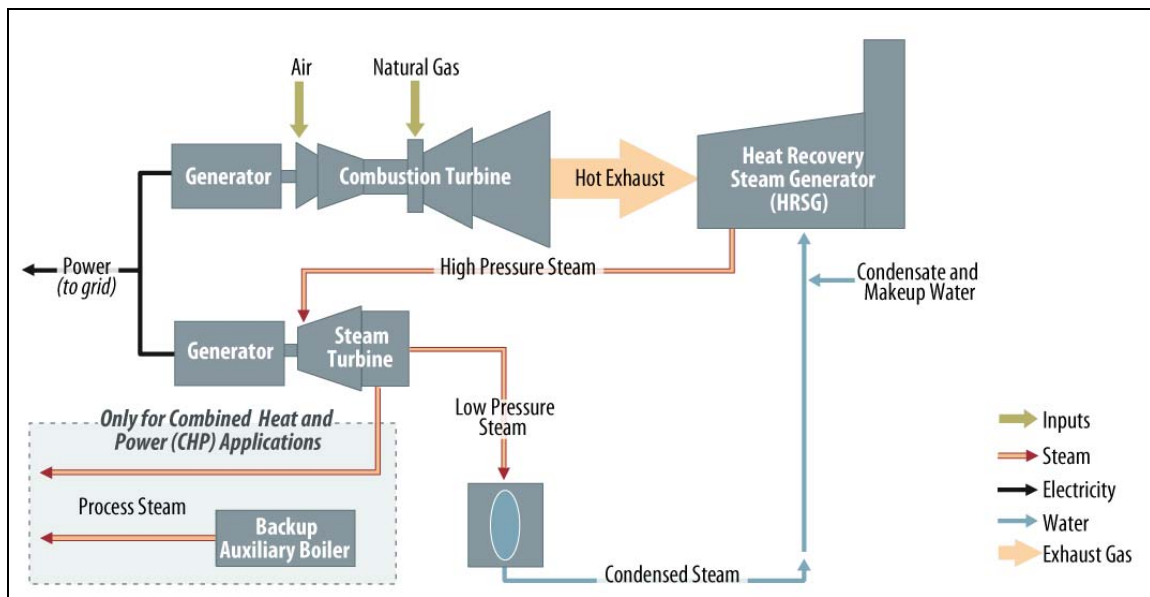 Air
Natural Gas
Generator
Combustion Turbine
Hot Exhaust
Heat Recovery
Steam Generator
(HRSG)
Power
(to grid)
High Pressure Steam
Condensate and
Makeup Water
Generator
Steam
Turbine
Low Pressure
Steam
Only for Combined Heat and
Power (CHP) Applications
Process Steam
Backup
Auxiliary Boiler
Condensed Steam
Inputs
Steam
Electricity
Water
Exhaust Gas